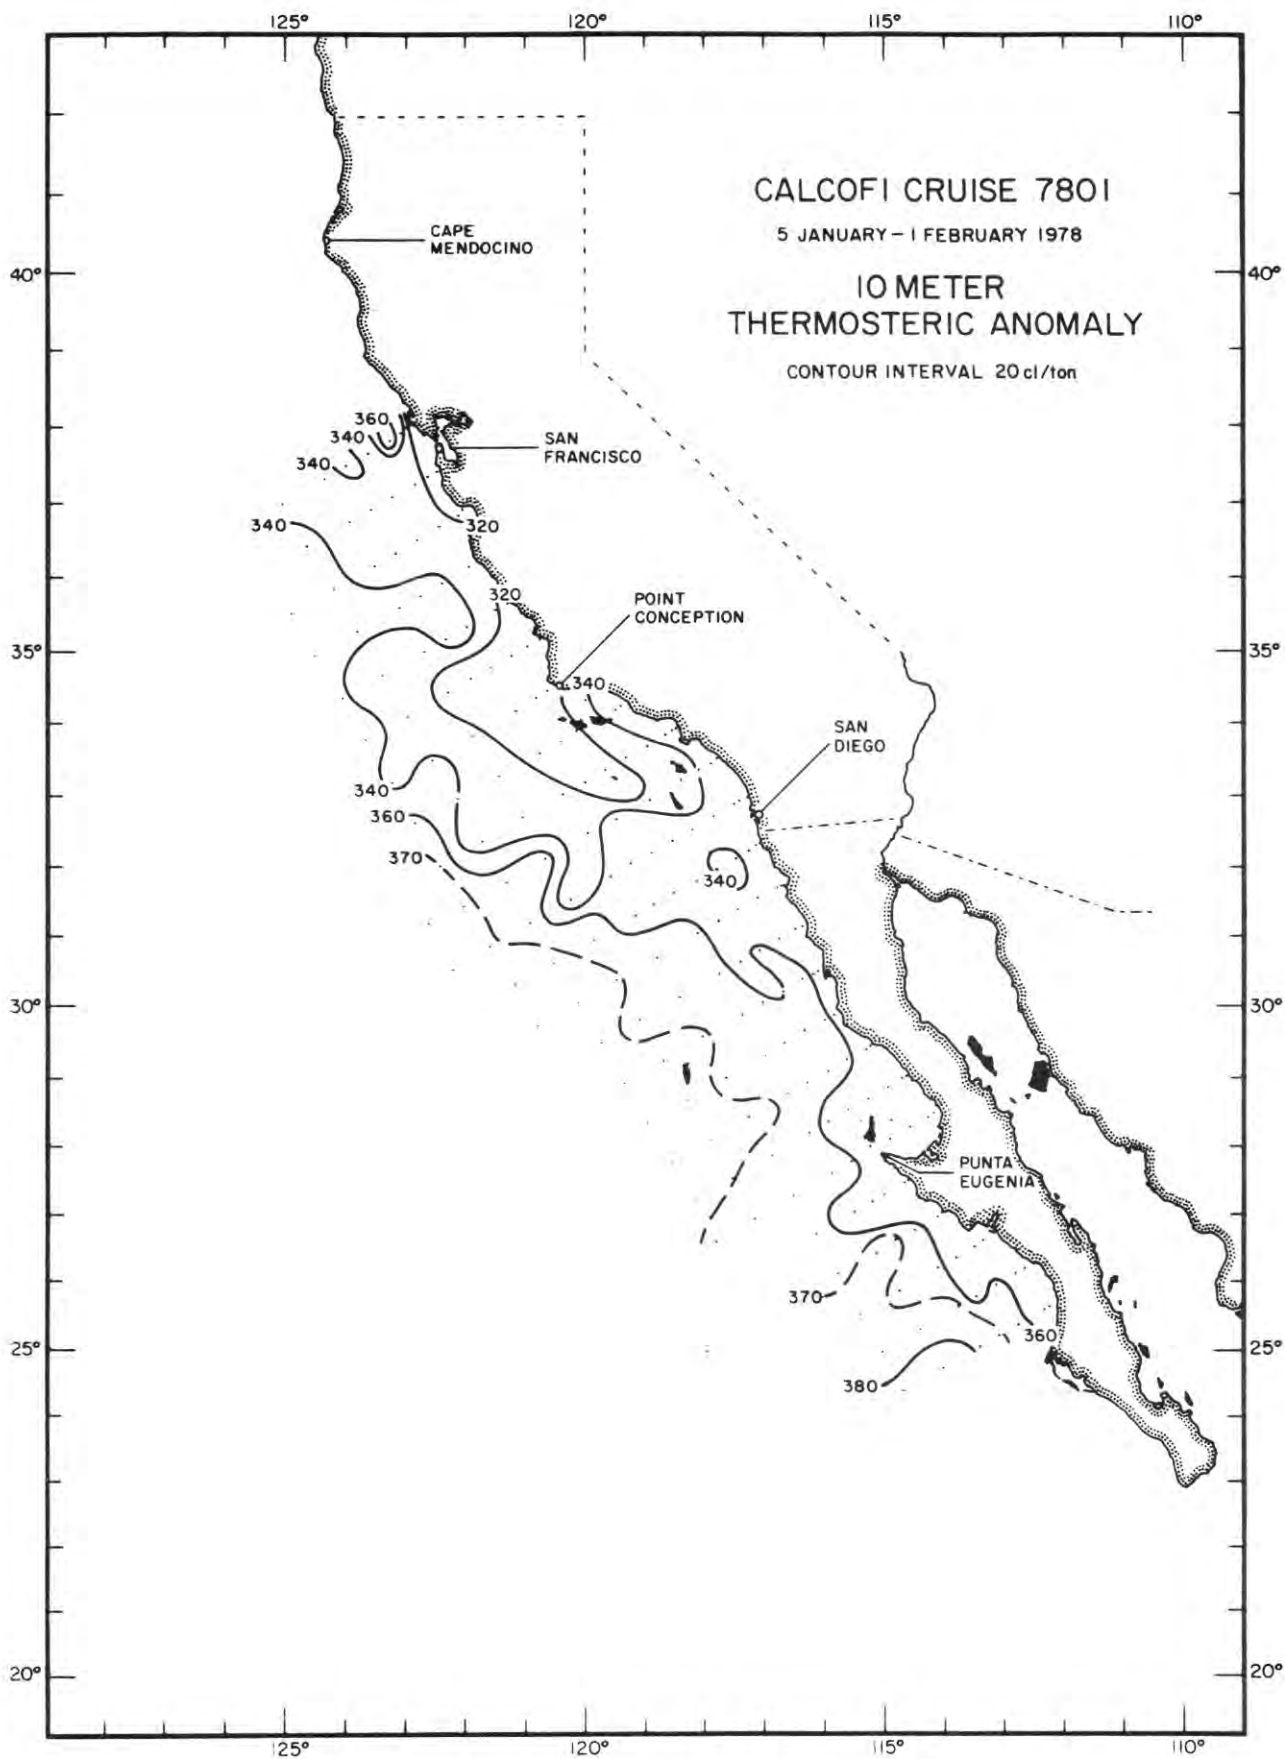 125° 120° 115° 110°
CALCOFI CRUISE 7801
5 JANUARY – 1 FEBRUARY 1978
CAPE
MENDOCINO
40° 40°
10 METER
THERMOSTERIC ANOMALY
CONTOUR INTERVAL 20 cl/ton
360
340
SAN
FRANCISCO
340
340
320
320
POINT
CONCEPTION
35° 35°
340
SAN
DIEGO
340
360
370
340
30° 30°
PUNTA
EUGENIA
370
360
25° 25°
380
20° 20°
125° 120° 115° 110°